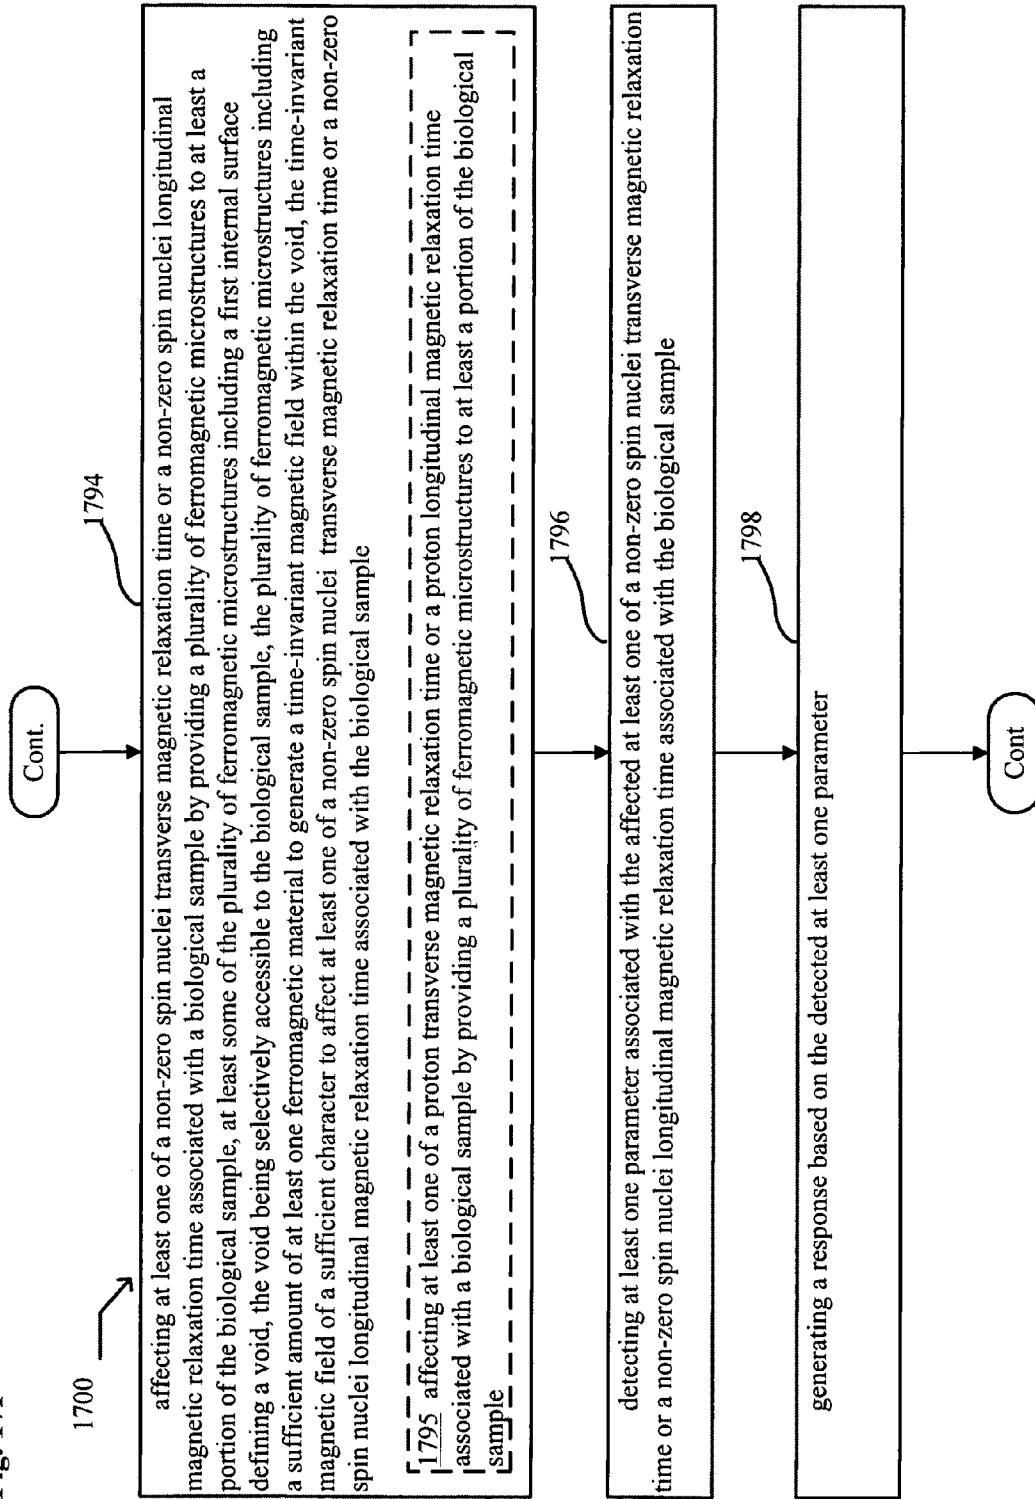 Fig.
1700
Cont.
1794
affecting at least one of a non-zero spin nuclei transverse magnetic relaxation time or a non-zero spin nuclei longitudinal
magnetic relaxation time associated with a biological sample by providing a plurality of ferromagnetic microstructures to at least a
portion of the biological sample, at least some of the plurality of ferromagnetic microstructures including a first internal surface
defining a void, the void being selectively accessible to the biological sample, the plurality of ferromagnetic microstructures including
a sufficient amount of at least one ferromagnetic material to generate a time-invariant magnetic field within the void, the time-invariant
magnetic field of a sufficient character to affect at least one of a non-zero spin nuclei transverse magnetic relaxation time or a non-zero
spin nuclei longitudinal magnetic relaxation time associated with the biological sample
1795 affecting at least one of a proton transverse magnetic relaxation time or a proton longitudinal magnetic relaxation time
associated with a biological sample by providing a plurality of ferromagnetic microstructures to at least a portion of the biological
sample
1796
detecting at least one parameter associated with the affected at least one of a non-zero spin nuclei transverse magnetic relaxation
time or a non-zero spin nuclei longitudinal magnetic relaxation time associated with the biological sample
1798
generating a response based on the detected at least one parameter
Cont